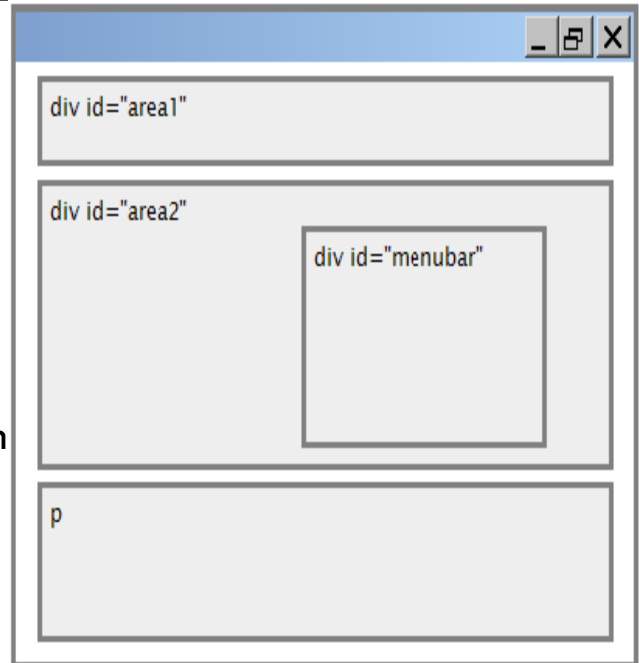 div id="area1"
div id="area2"
div id="menubar"
n
p